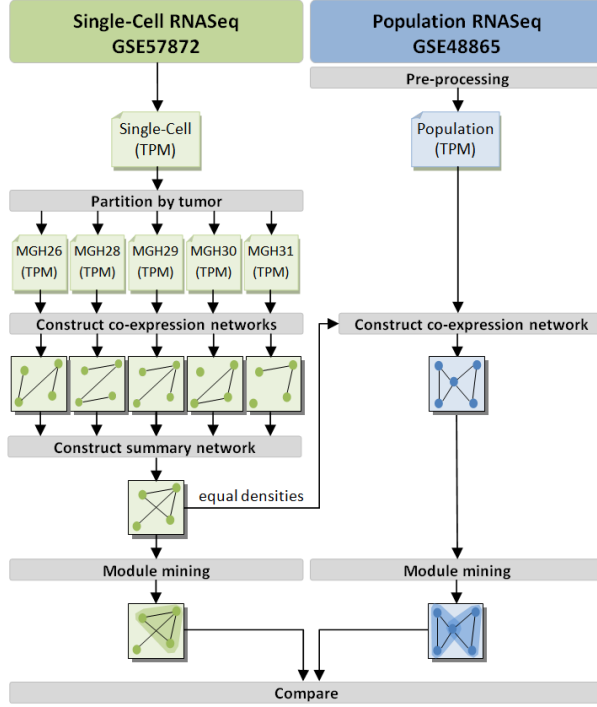 Single-Cell RNASeq
GSE57872
Population RNASeq
GSE48865
Pre-processing
Single-Cell
(TPM)
Population
(TPM)
Partition by tumor
MGH26
(TPM)
MGH28
(TPM)
MGH29
(TPM)
MGH30
(TPM)
MGH31
(TPM)
Construct co-expression networks
Construct co-expression network
Construct summary network
equal densities
Module mining
Module mining
Compare